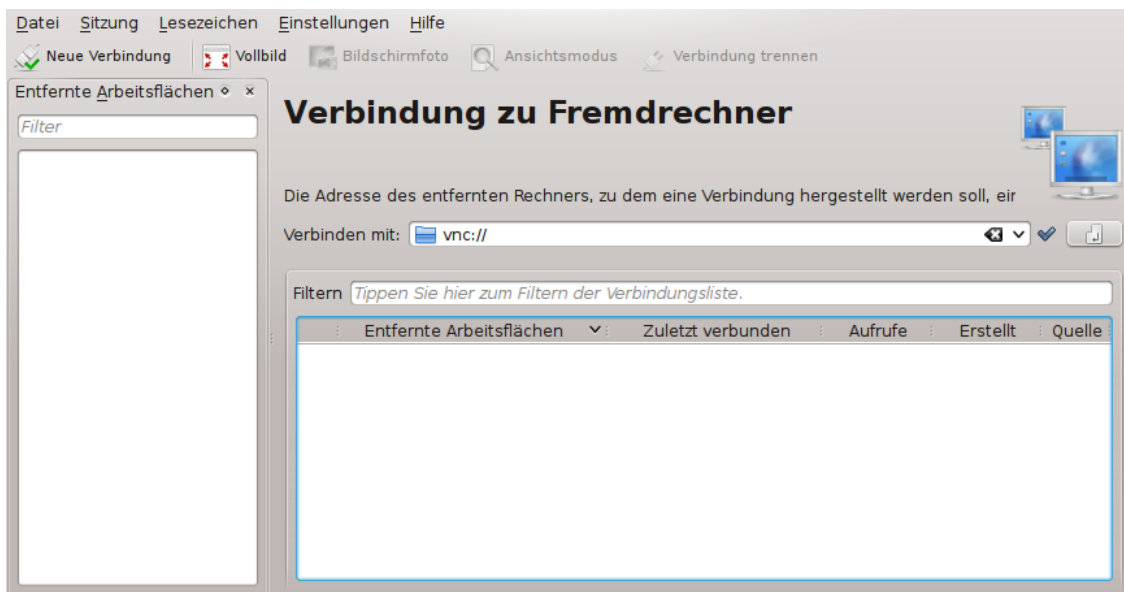 Datei Sitzung Lesezeichen Einstellungen Hilfe
Neue Verbindung Vollbild Bildschirmfoto Ansichtsmodus Verbindung trennen
Entfernte Arbeitsflächen
Filter
Verbindung zu Fremdrechner
Die Adresse des entfernten Rechners, zu dem eine Verbindung hergestellt werden soll, eir
Verbinden mit: vnc://
Filtern Tippen Sie hier zum Filtern der Verbindungsliste.
Entfernte Arbeitsflächen Zuletzt verbunden Aufrufe Erstellt Quelle